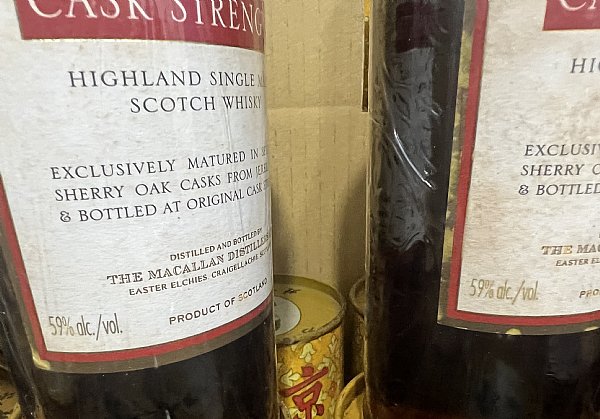 CASK STRENG
HIGHLAND SINGLE
SCOTCH WHISKY
EXCLUSIVELY MATURED IN
SHERRY OAK CASKS FROM
& BOTTLED AT ORIGINAL CASK
DISTILLED AND BOTTLED BY
THE MACALLAN DISTILLERS
EASTER ELCHIES, CRAIGELLACHIE
PRODUCT OF SCOTLAND
59% alc./vol.
京
HI
EXCLUSIV
SHERRY
& BOTTLED
THE MAC
EASTER EL
PRO
59% alc./vol.